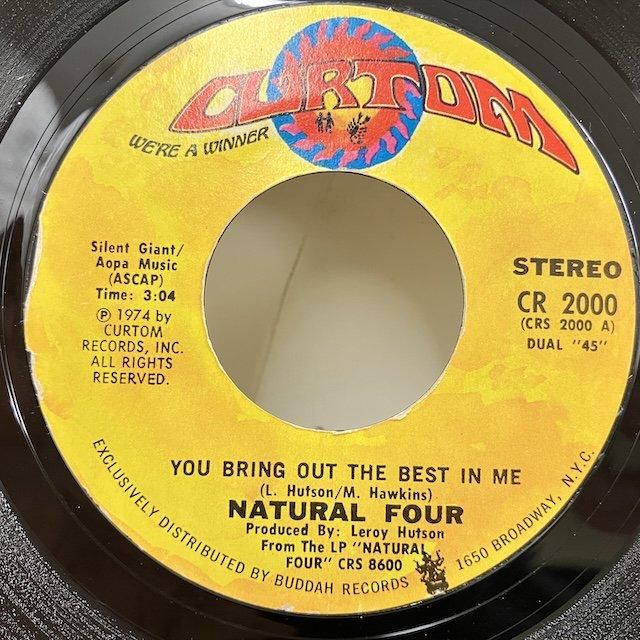 CURTOM
WE'RE A WINNER
Silent Giant/
Aopa Music
(ASCAP)
Time: 3:04
Ⓟ 1974 by
CURTOM
RECORDS, INC.
ALL RIGHTS
RESERVED.
STEREO
CR 2000
(CRS 2000 A)
DUAL "45"
YOU BRING OUT THE BEST IN ME
(L. Hutson/M. Hawkins)
NATURAL FOUR
Produced By: Leroy Hutson
From The LP "NATURAL
FOUR" CRS 8600
EXCLUSIVELY DISTRIBUTED BY BUDDAH RECORDS 1650 BROADWAY, N.Y.C.